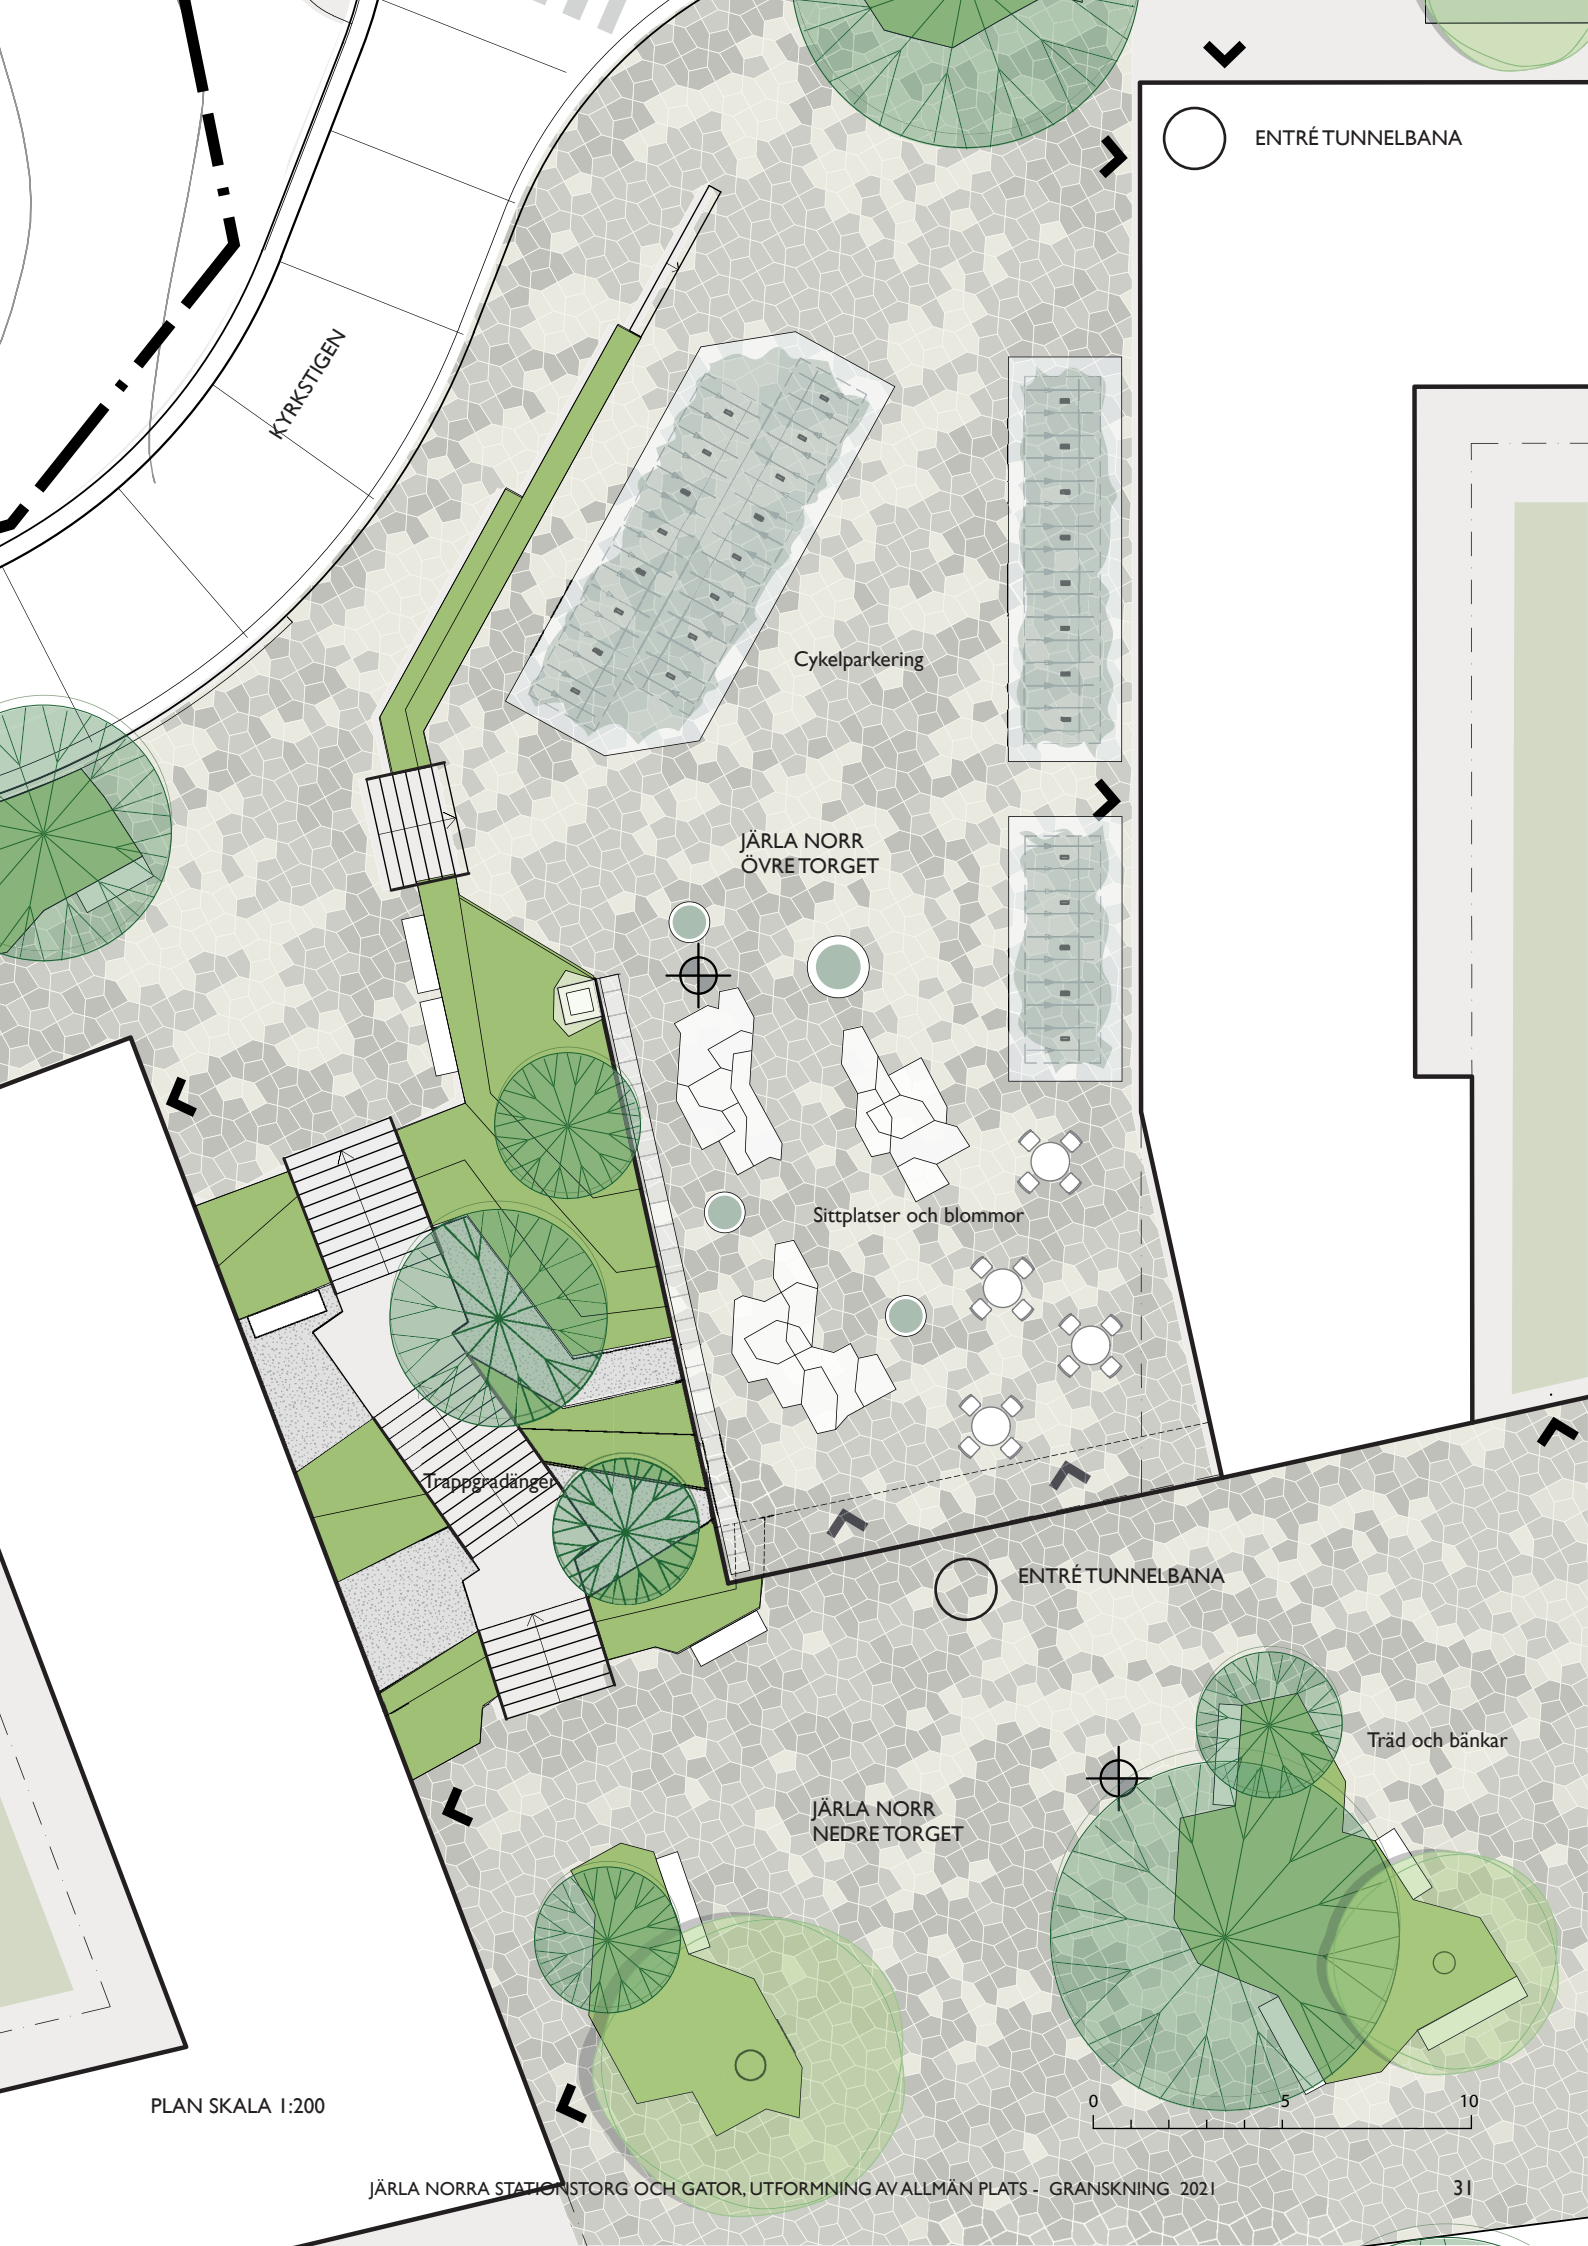 ENTRÉ TUNNELBANA
KYRKSTIGEN
Cykelparkering
JÄRLA NORR
ÖVRE TORGET
Sittplatser och blommor
Trappgradänger
ENTRÉ TUNNELBANA
Träd och bänkar
JÄRLA NORR
NEDRE TORGET
0 5 10
PLAN SKALA 1:200
JÄRLA NORRA STATIONSTORG OCH GATOR, UTFORMNING AV ALLMÄN PLATS - GRANSKNING 2021
31